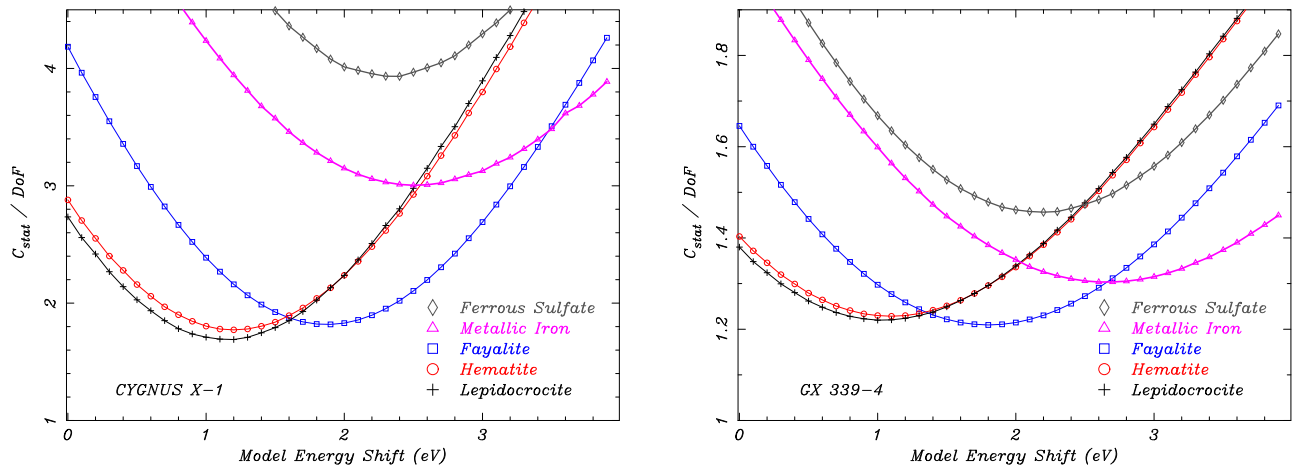 C_stat / DoF
4
3
2
1
Ferrous Sulfate
Metallic Iron
Fayalite
Hematite
Lepidocrocite
CYGNUS X-1
0 1 2 3
Model Energy Shift (eV)
C_stat / DoF
1.8
1.6
1.4
1.2
1
Ferrous Sulfate
Metallic Iron
Fayalite
Hematite
Lepidocrocite
GX 339-4
0 1 2 3
Model Energy Shift (eV)